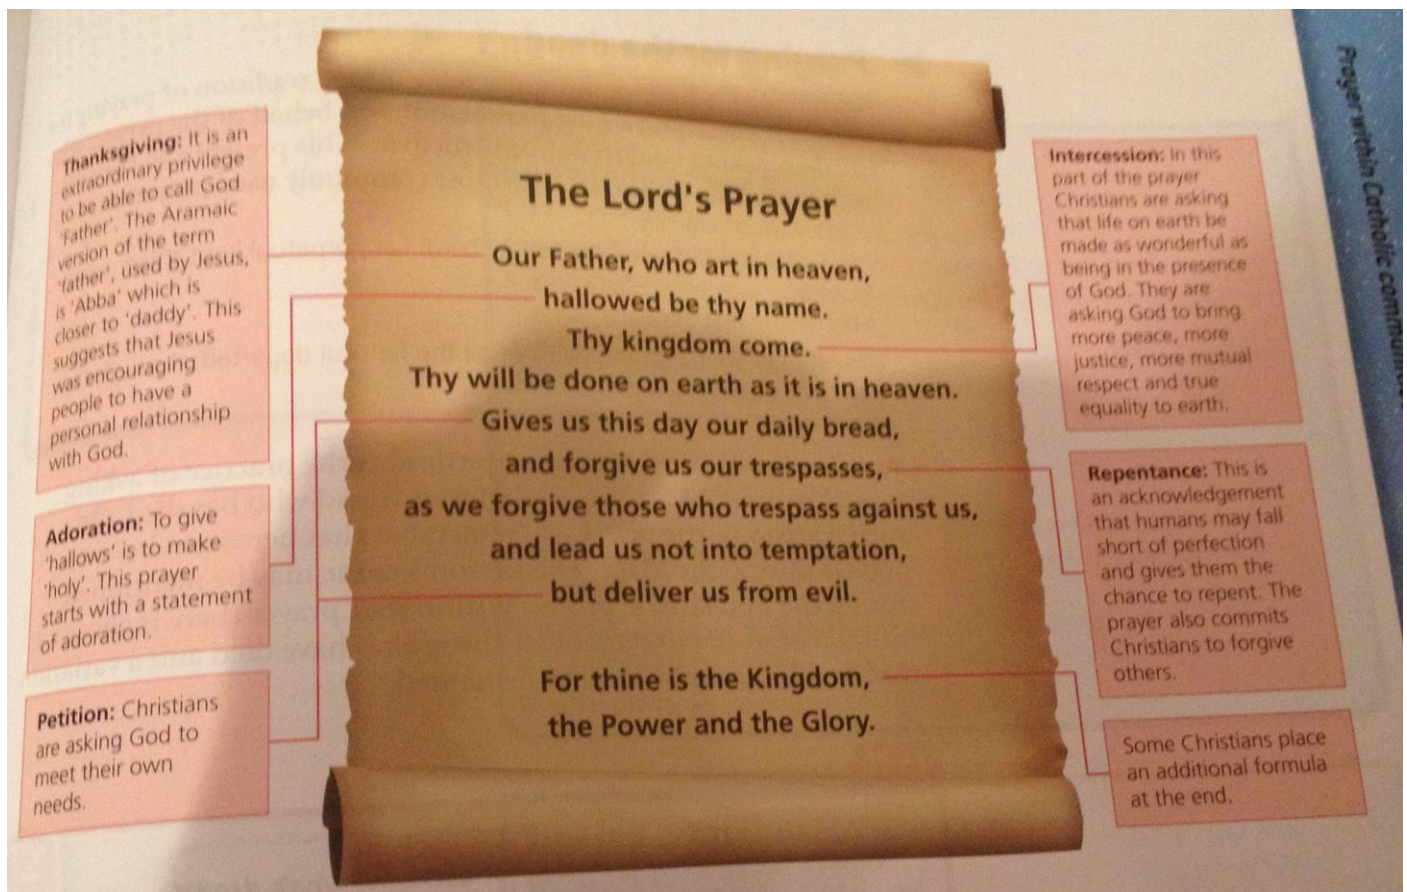 Prayer within Catholic
Thanksgiving: It is an
extraordinary privilege
to be able to call God
'Father'. The Aramaic
version of the term
'father', used by Jesus,
is 'Abba' which is
closer to 'daddy'. This
suggests that Jesus
was encouraging
people to have a
personal relationship
with God.
Adoration: To give
'hallows' is to make
'holy'. This prayer
starts with a statement
of adoration.
Petition: Christians
are asking God to
meet their own
needs.
The Lord's Prayer
Our Father, who art in heaven,
hallowed be thy name.
Thy kingdom come.
Thy will be done on earth as it is in heaven.
Gives us this day our daily bread,
and forgive us our trespasses,
as we forgive those who trespass against us,
and lead us not into temptation,
but deliver us from evil.
For thine is the Kingdom,
the Power and the Glory.
Intercession: In this
part of the prayer
Christians are asking
that life on earth be
made as wonderful as
being in the presence
of God. They are
asking God to bring
more peace, more
justice, more mutual
respect and true
equality to earth.
Repentance: This is
an acknowledgement
that humans may fall
short of perfection
and gives them the
chance to repent. The
prayer also commits
Christians to forgive
others.
Some Christians place
an additional formula
at the end.